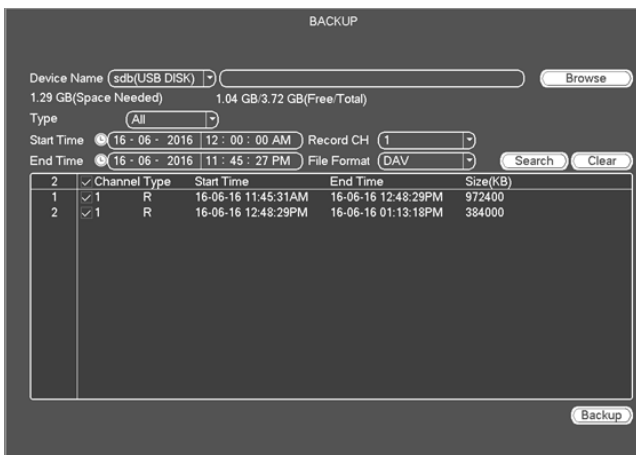 BACKUP
Device Name sdb(USB DISK) Browse
1.29 GB(Space Needed) 1.04 GB/3.72 GB(Free/Total)
Type All
Start Time 16 - 06 - 2016 12 : 00 : 00 AM Record CH 1
End Time 16 - 06 - 2016 11 : 45 : 27 PM File Format DAV Search Clear
2 Channel Type Start Time End Time Size(KB)
1 1 R 16-06-16 11:45:31AM 16-06-16 12:48:29PM 972400
2 1 R 16-06-16 12:48:29PM 16-06-16 01:13:18PM 384000
Backup